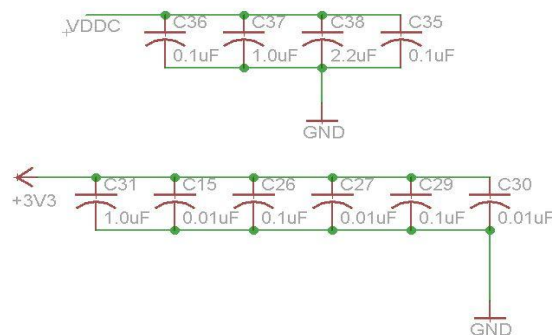 VDDC C36 C37 C38 C35
0.1uF 1.0uF 2.2uF 0.1uF
GND
C31 C15 C26 C27 C29 C30
+3V3 1.0uF 0.01uF 0.1uF 0.01uF 0.1uF 0.01uF
GND